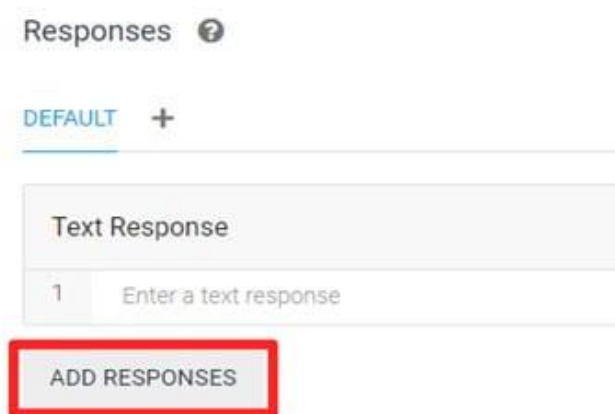 Responses ?
DEFAULT +
Text Response
1 Enter a text response
ADD RESPONSES